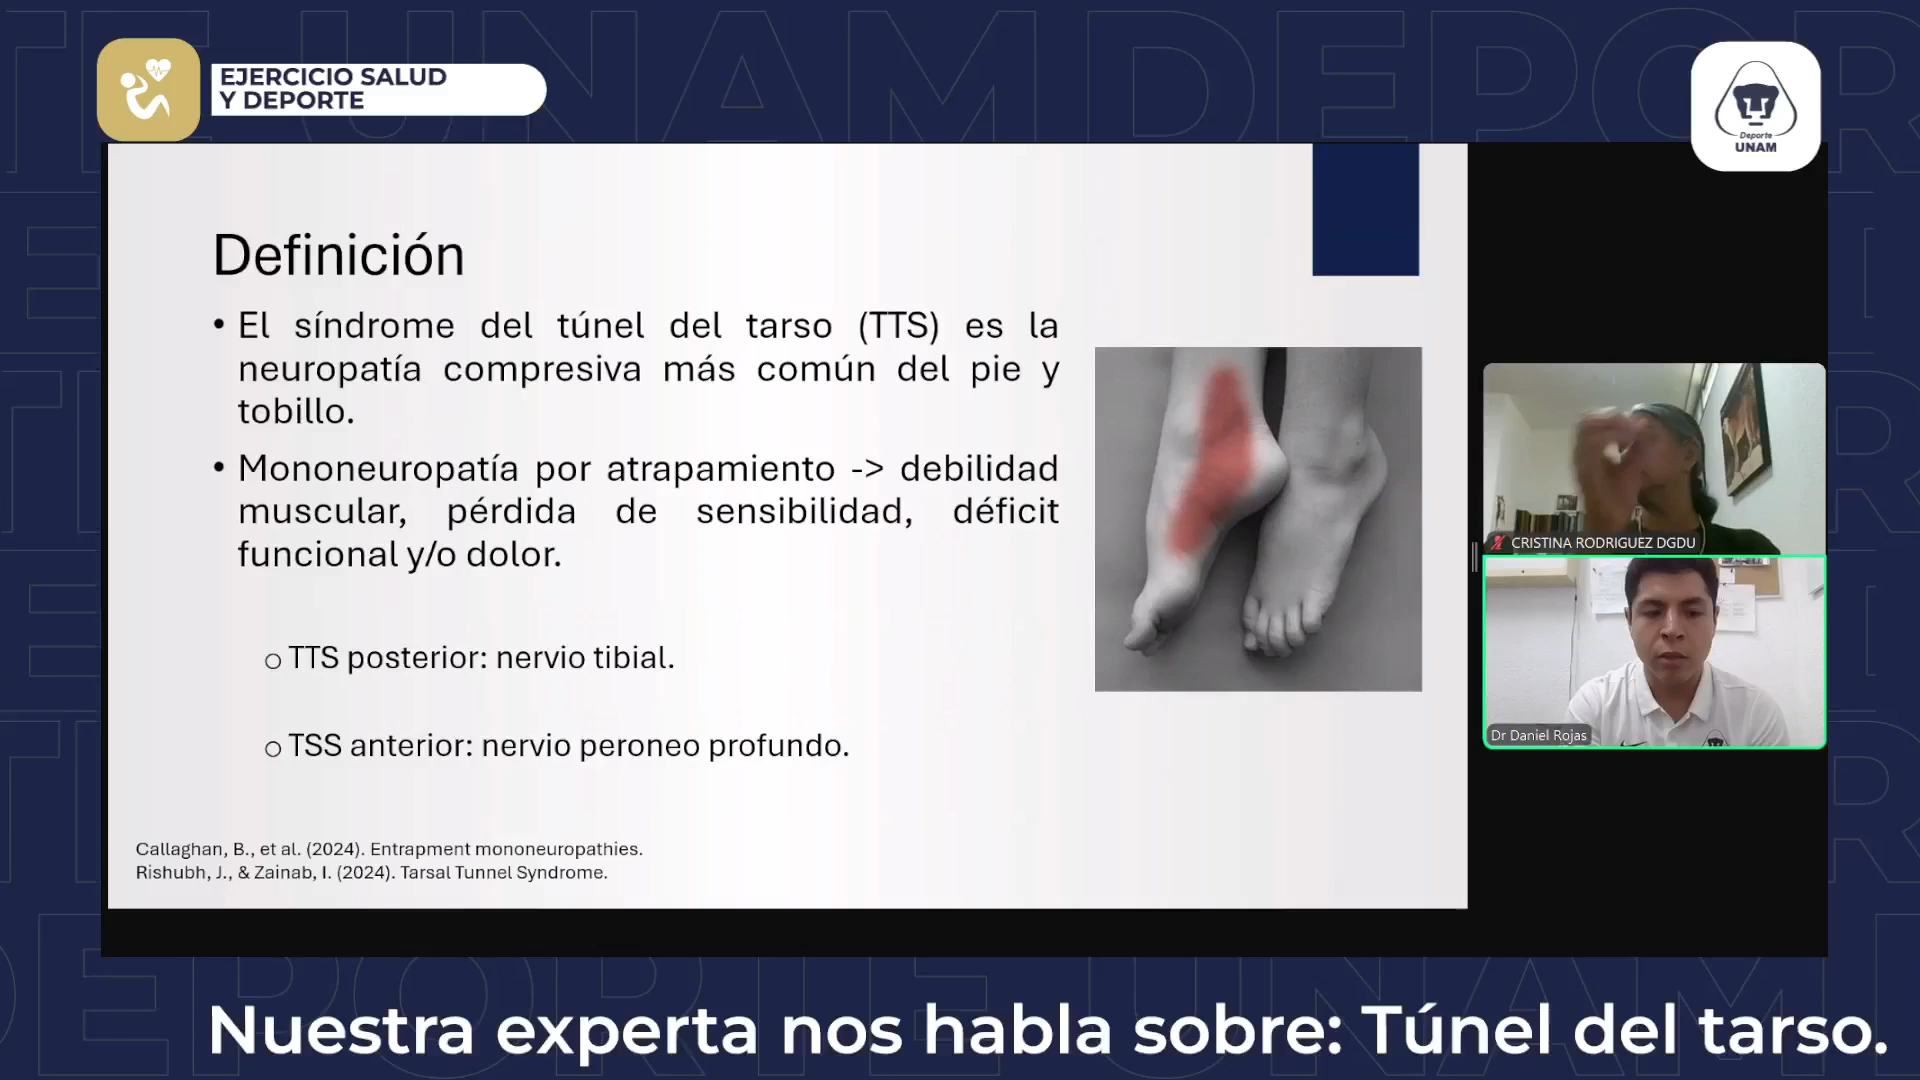 EJERCICIO SALUD
Y DEPORTE
Deporte
UNAM
Definición
• El síndrome del túnel del tarso (TTS) es la
neuropatía compresiva más común del pie y
tobillo.
• Mononeuropatía por atrapamiento -> debilidad
muscular, pérdida de sensibilidad, déficit
funcional y/o dolor.
o TTS posterior: nervio tibial.
o TSS anterior: nervio peroneo profundo.
Callaghan, B., et al. (2024). Entrapment mononeuropathies.
Rishubh, J., & Zainab, I. (2024). Tarsal Tunnel Syndrome.
CRISTINA RODRIGUEZ DGDU
Dr Daniel Rojas
Nuestra experta nos habla sobre: Túnel del tarso.